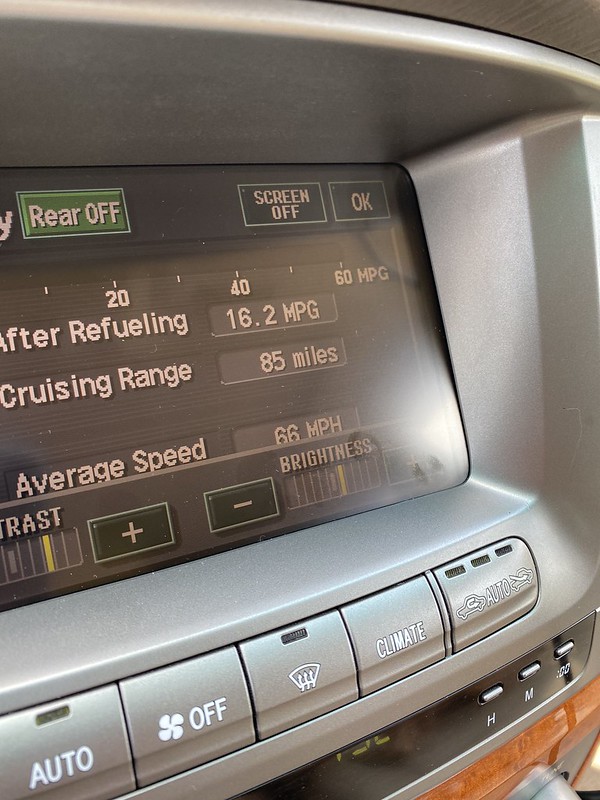 y Rear OFF SCREEN OFF OK
20 40 60 MPG
After Refueling 16.2 MPG
Cruising Range 85 miles
Average Speed 66 MPH
TRAST + - BRIGHTNESS
AUTO OFF CLIMATE AUTO
H M :00